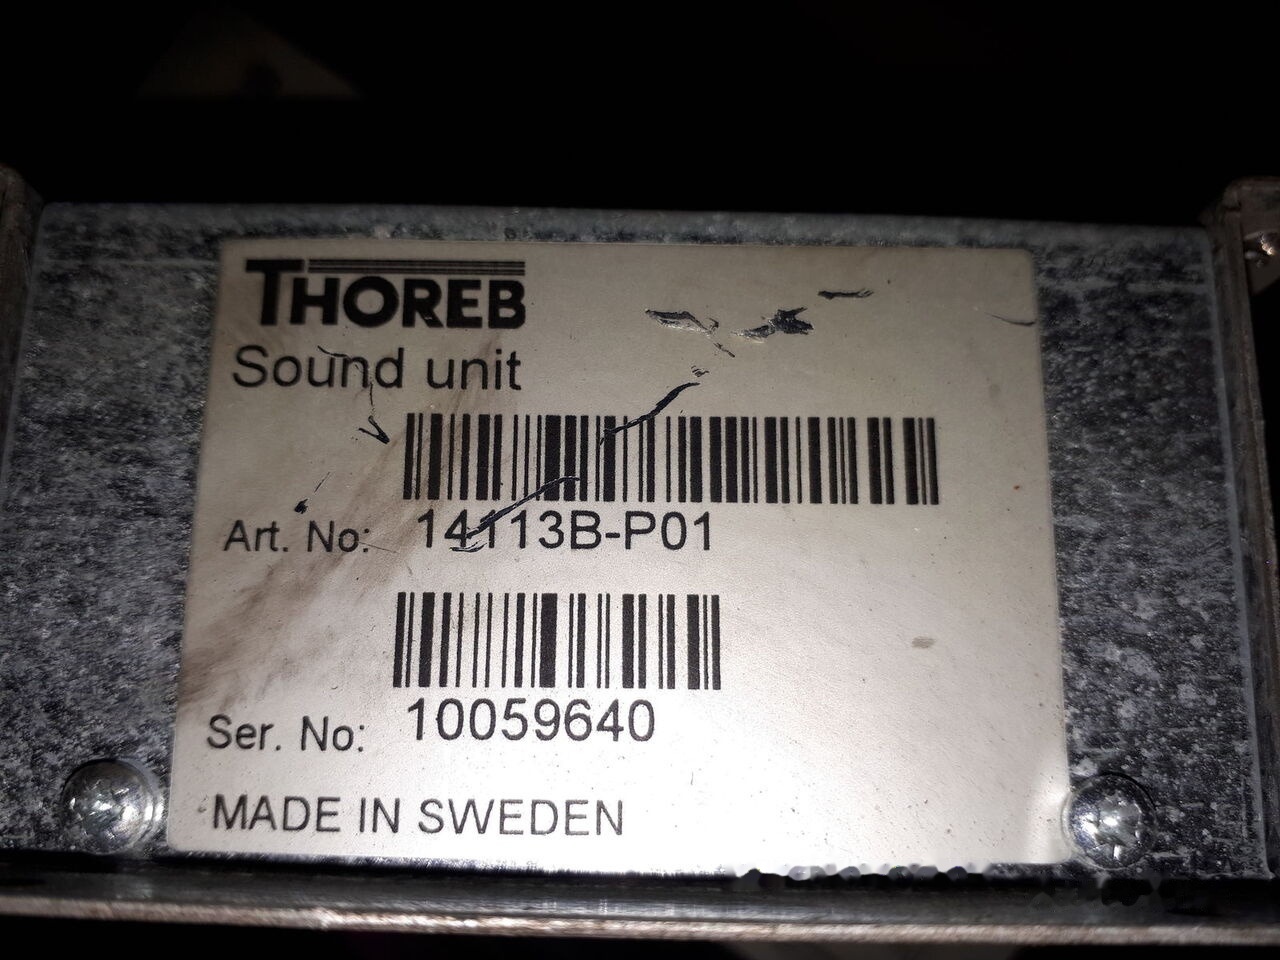 THOREB
Sound unit
Art. No: 14113B-P01
Ser. No: 10059640
MADE IN SWEDEN